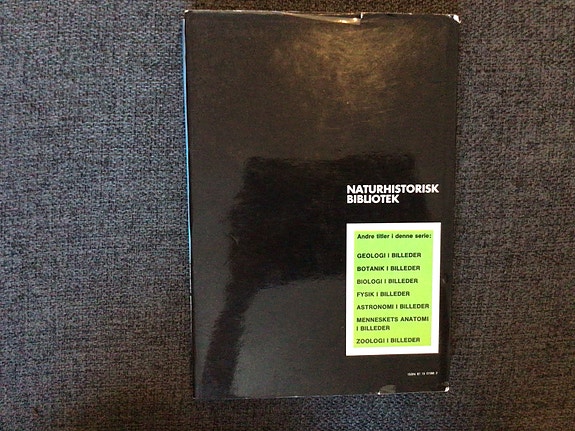 NATURHISTORISK
BIBLIOTEK
Andre titler i denne serie:
GEOLOGI I BILLEDER
BOTANIK I BILLEDER
BIOLOGI I BILLEDER
FYSIK I BILLEDER
ASTRONOMI I BILLEDER
MENNESKETS ANATOMI
I BILLEDER
ZOOLOGI I BILLEDER